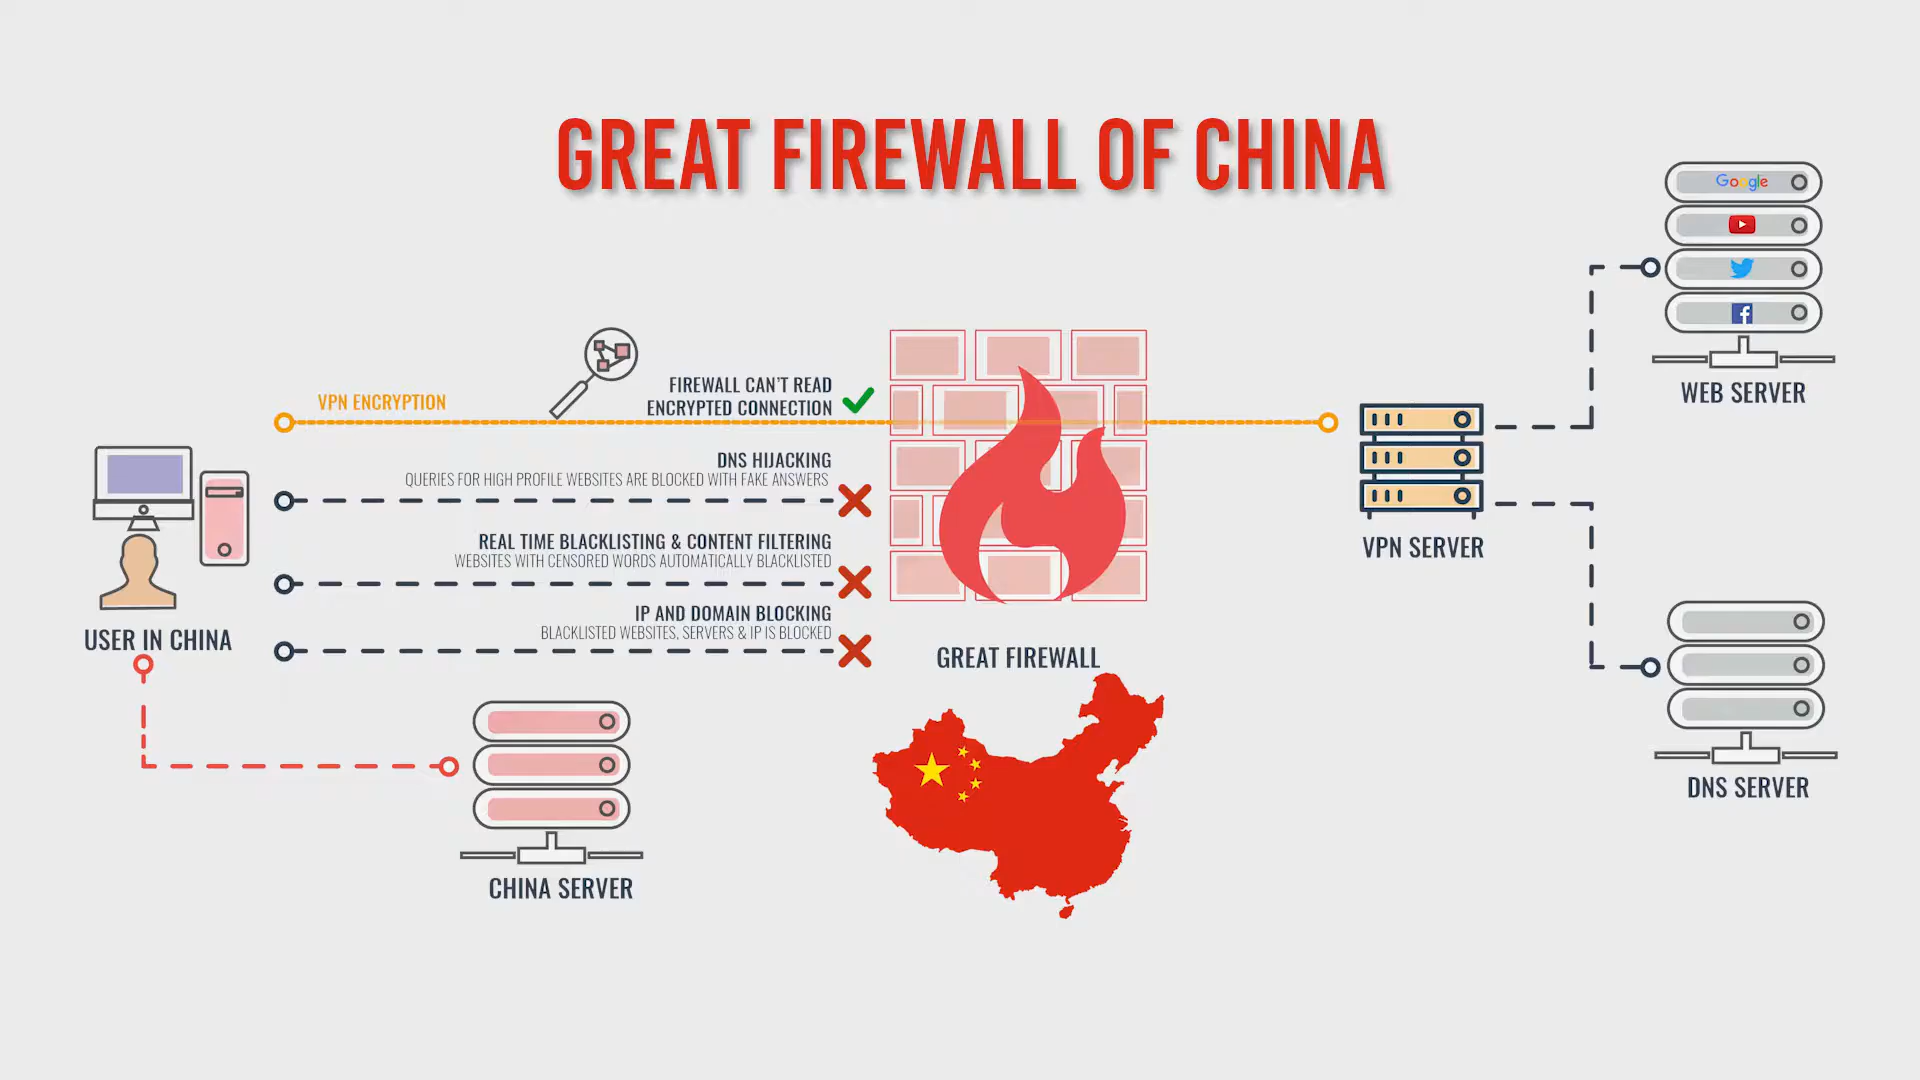 GREAT FIREWALL OF CHINA
Google
WEB SERVER
VPN ENCRYPTION
FIREWALL CAN'T READ
ENCRYPTED CONNECTION
DNS HIJACKING
QUERIES FOR HIGH PROFILE WEBSITES ARE BLOCKED WITH FAKE ANSWERS
REAL TIME BLACKLISTING & CONTENT FILTERING
WEBSITES WITH CENSORED WORDS AUTOMATICALLY BLACKLISTED
IP AND DOMAIN BLOCKING
BLACKLISTED WEBSITES, SERVERS & IP IS BLOCKED
USER IN CHINA
GREAT FIREWALL
VPN SERVER
DNS SERVER
CHINA SERVER